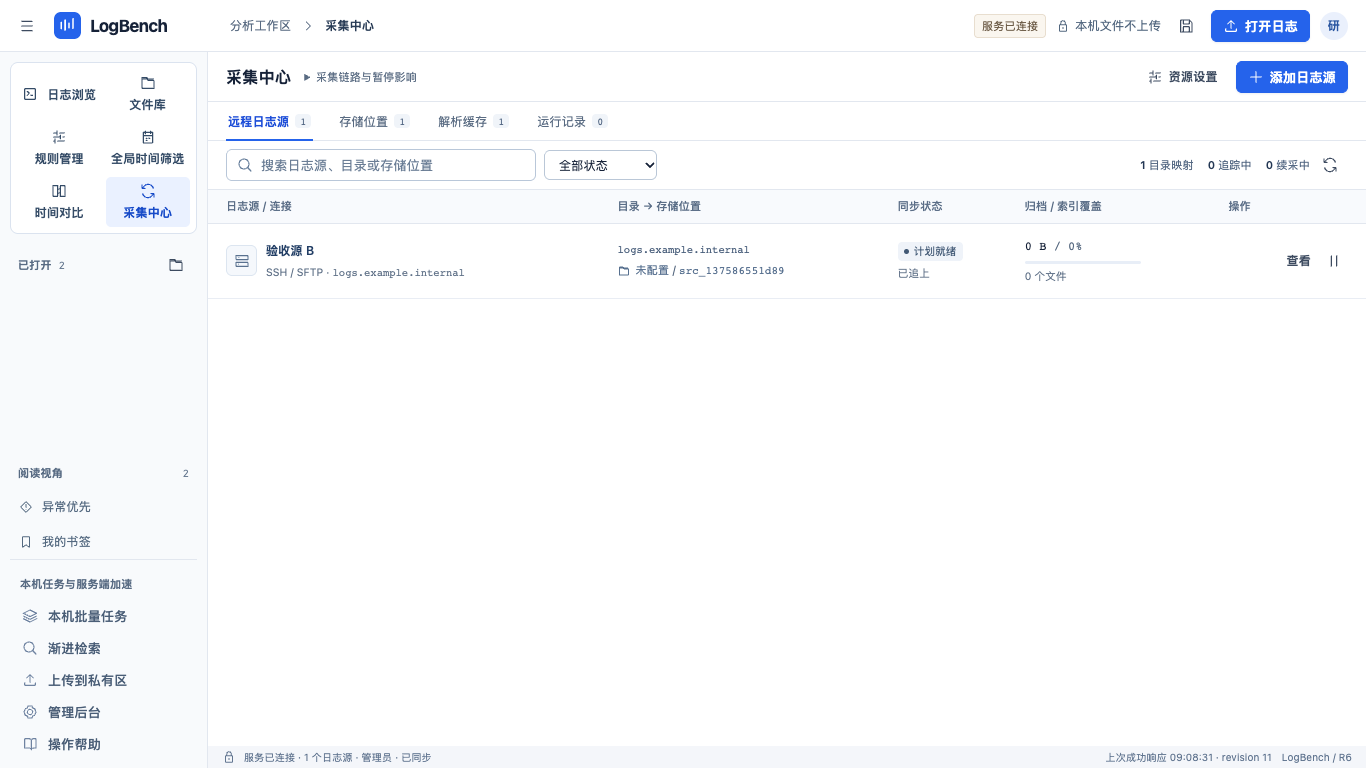 LogBench
分析工作区
采集中心
服务已连接
本机文件不上传
打开日志
研
日志浏览
文件库
规则管理
全局时间筛选
时间对比
采集中心
已打开 2
阅读视角 2
异常优先
我的书签
本机任务与服务端加速
本机批量任务
渐进检索
上传到私有区
管理后台
操作帮助
采集中心
采集链路与暂停影响
资源设置
添加日志源
远程日志源 1
存储位置 1
解析缓存 1
运行记录 0
搜索日志源、目录或存储位置
全部状态
1 目录映射 0 追踪中 0 续采中
日志源 / 连接
目录 → 存储位置
同步状态
归档 / 索引覆盖
操作
验收源 B
SSH / SFTP · logs.example.internal
logs.example.internal
未配置 / src_137586551d89
计划就绪
已追上
0 B / 0%
0 个文件
查看
服务已连接 · 1 个日志源 · 管理员 · 已同步
上次成功响应 09:08:31 · revision 11 LogBench / R6